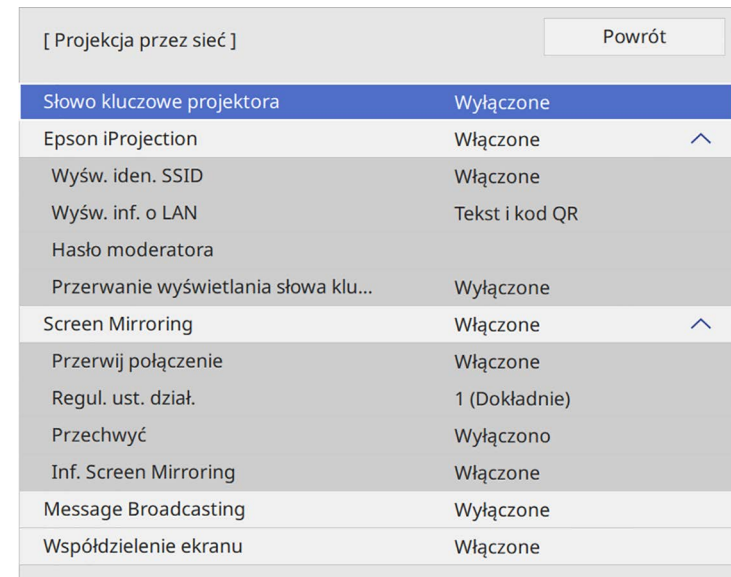 [ Projekcja przez sieć ]
Powrót
Słowo kluczowe projektora Wyłączone
Epson iProjection Włączone
Wyśw. iden. SSID Włączone
Wyśw. inf. o LAN Tekst i kod QR
Hasło moderatora
Przerwanie wyświetlania słowa klu... Wyłączone
Screen Mirroring Włączone
Przerwij połączenie Włączone
Regul. ust. dział. 1 (Dokładnie)
Przechwyć Wyłączono
Inf. Screen Mirroring Włączone
Message Broadcasting Wyłączone
Współdzielenie ekranu Włączone